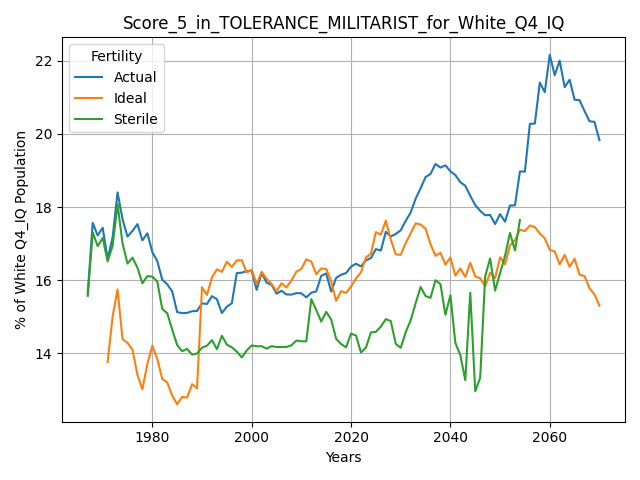 Score_5_in_TOLERANCE_MILITARIST_for_White_Q4_IQ
Fertility
Actual
Ideal
Sterile
% of White Q4_IQ Population
22
20
18
16
14
1980
2000
2020
2040
2060
Years